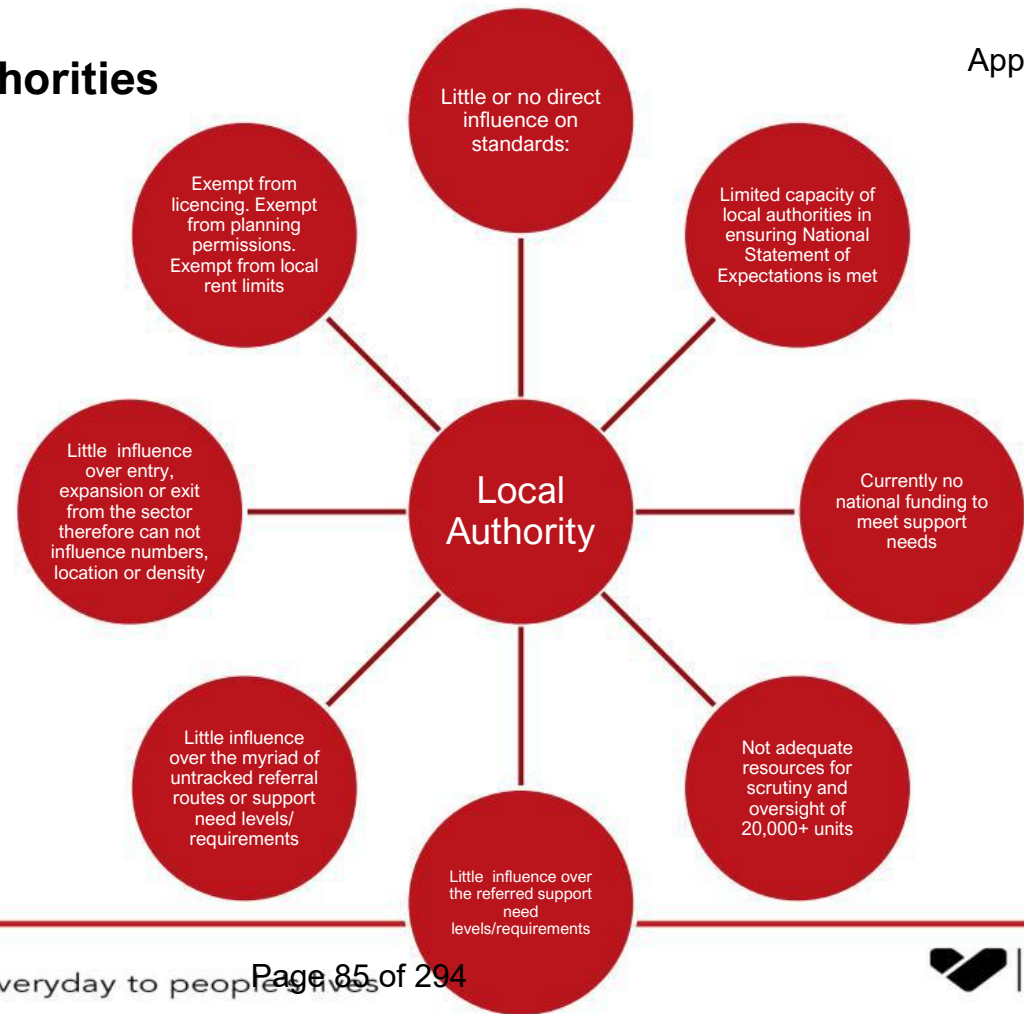 horities
App
Little or no direct
influence on
standards:
Exempt from
licencing. Exempt
from planning
permissions.
Exempt from local
rent limits
Limited capacity of
local authorities in
ensuring National
Statement of
Expectations is met
Little influence
over entry,
expansion or exit
from the sector
therefore can not
influence numbers,
location or density
Local
Authority
Currently no
national funding to
meet support
needs
Little influence
over the myriad of
untracked referral
routes or support
need levels/
requirements
Not adequate
resources for
scrutiny and
oversight of
20,000+ units
Little influence over
the referred support
need
levels/requirements
veryday to people's lives
Page 85 of 294